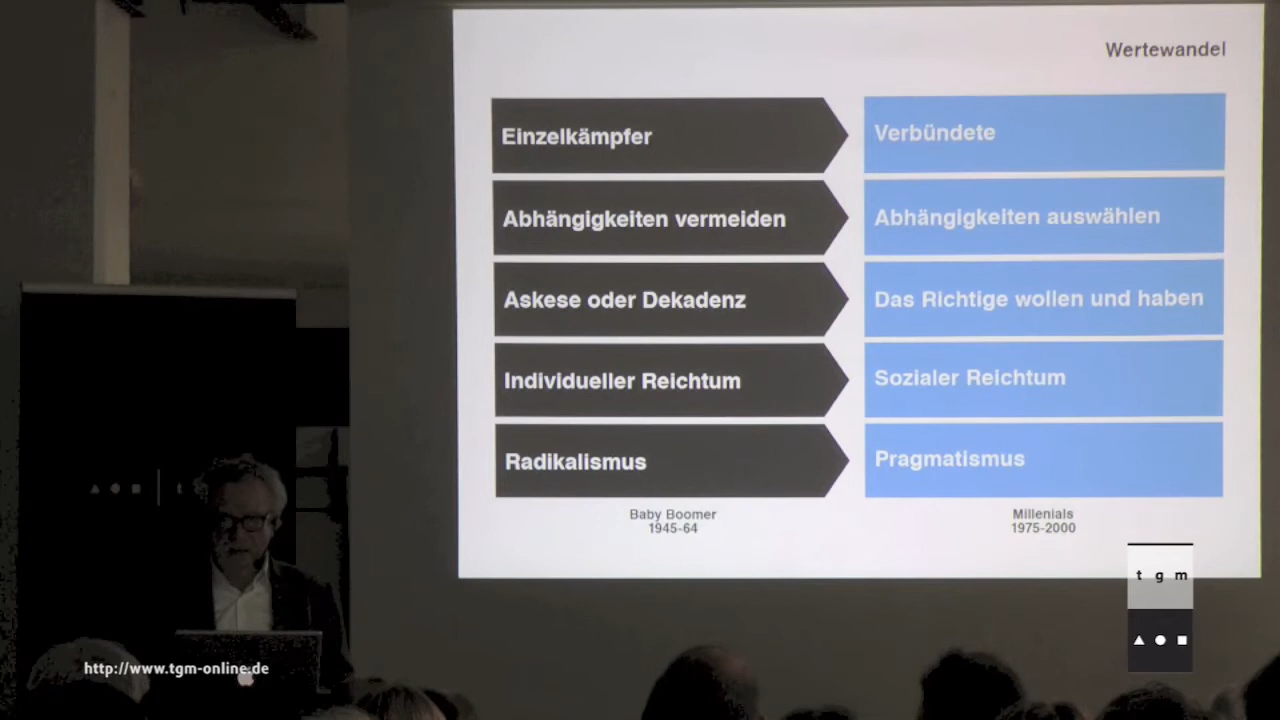 Wertewandel
Einzelkämpfer
Verbündete
Abhängigkeiten vermeiden
Abhängigkeiten auswählen
Askese oder Dekadenz
Das Richtige wollen und haben
Individueller Reichtum
Sozialer Reichtum
Radikalismus
Pragmatismus
Baby Boomer
1945-64
Millenials
1975-2000
t g m
http://www.tgm-online.de